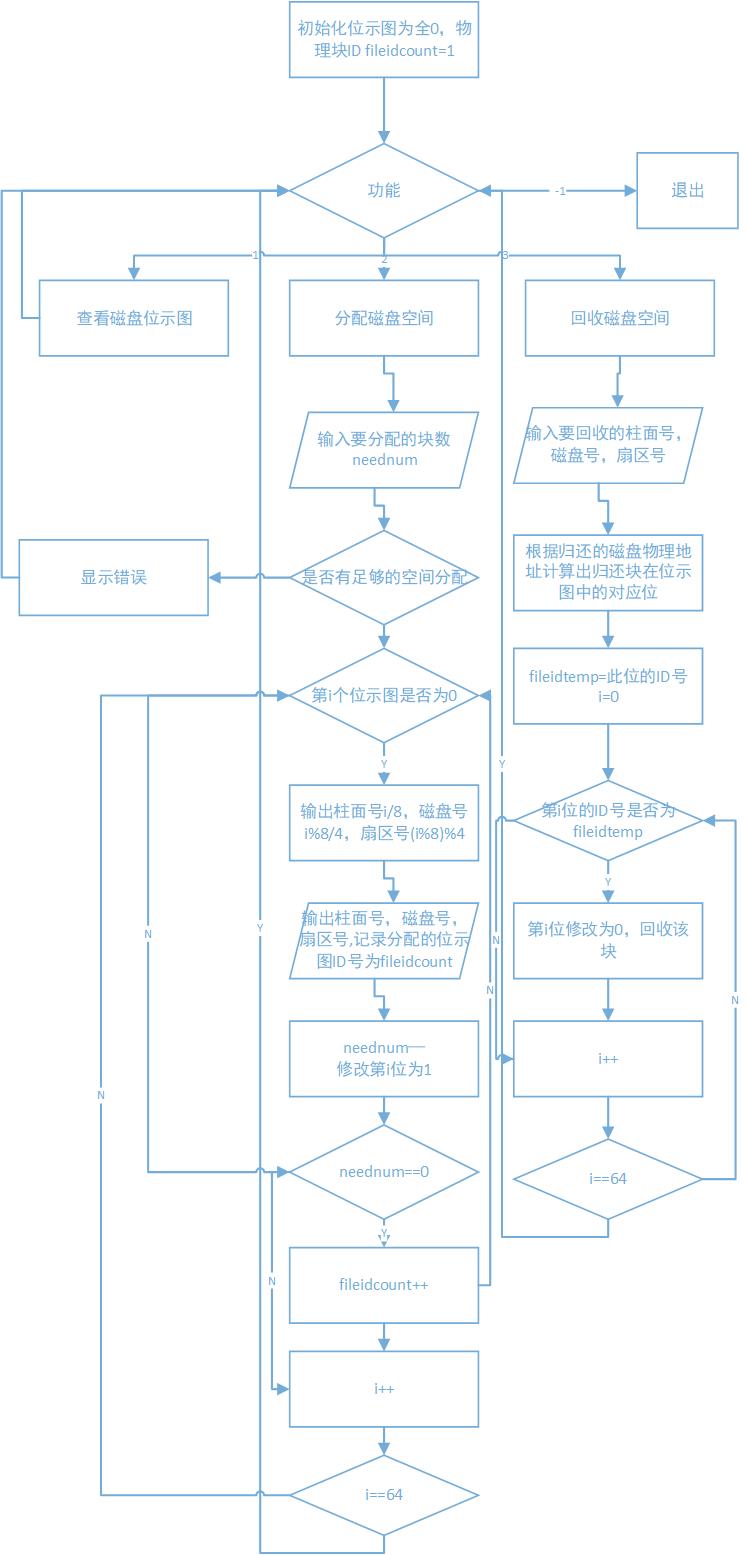 初始化位示图为全0，物
理块ID fileidcount=1
功能
-1
退出
1
2
3
查看磁盘位示图
分配磁盘空间
回收磁盘空间
输入要分配的块数
neednum
输入要回收的柱面号，
磁盘号，扇区号
显示错误
是否有足够的空间分配
根据归还的磁盘物理地
址计算出归还块在位示
图中的对应位
第i个位示图是否为0
fileidtemp=此位的ID号
i=0
Y
Y
输出柱面号i/8，磁盘号
i%8/4，扇区号(i%8)%4
第i位的ID号是否为
fileidtemp
Y
输出柱面号，磁盘号，
扇区号,记录分配的位示
图ID号为fileidcount
第i位修改为0，回收该
块
N
Y
N
N
N
neednum—
修改第i位为1
i++
N
neednum==0
i==64
Y
N
fileidcount++
i++
i==64